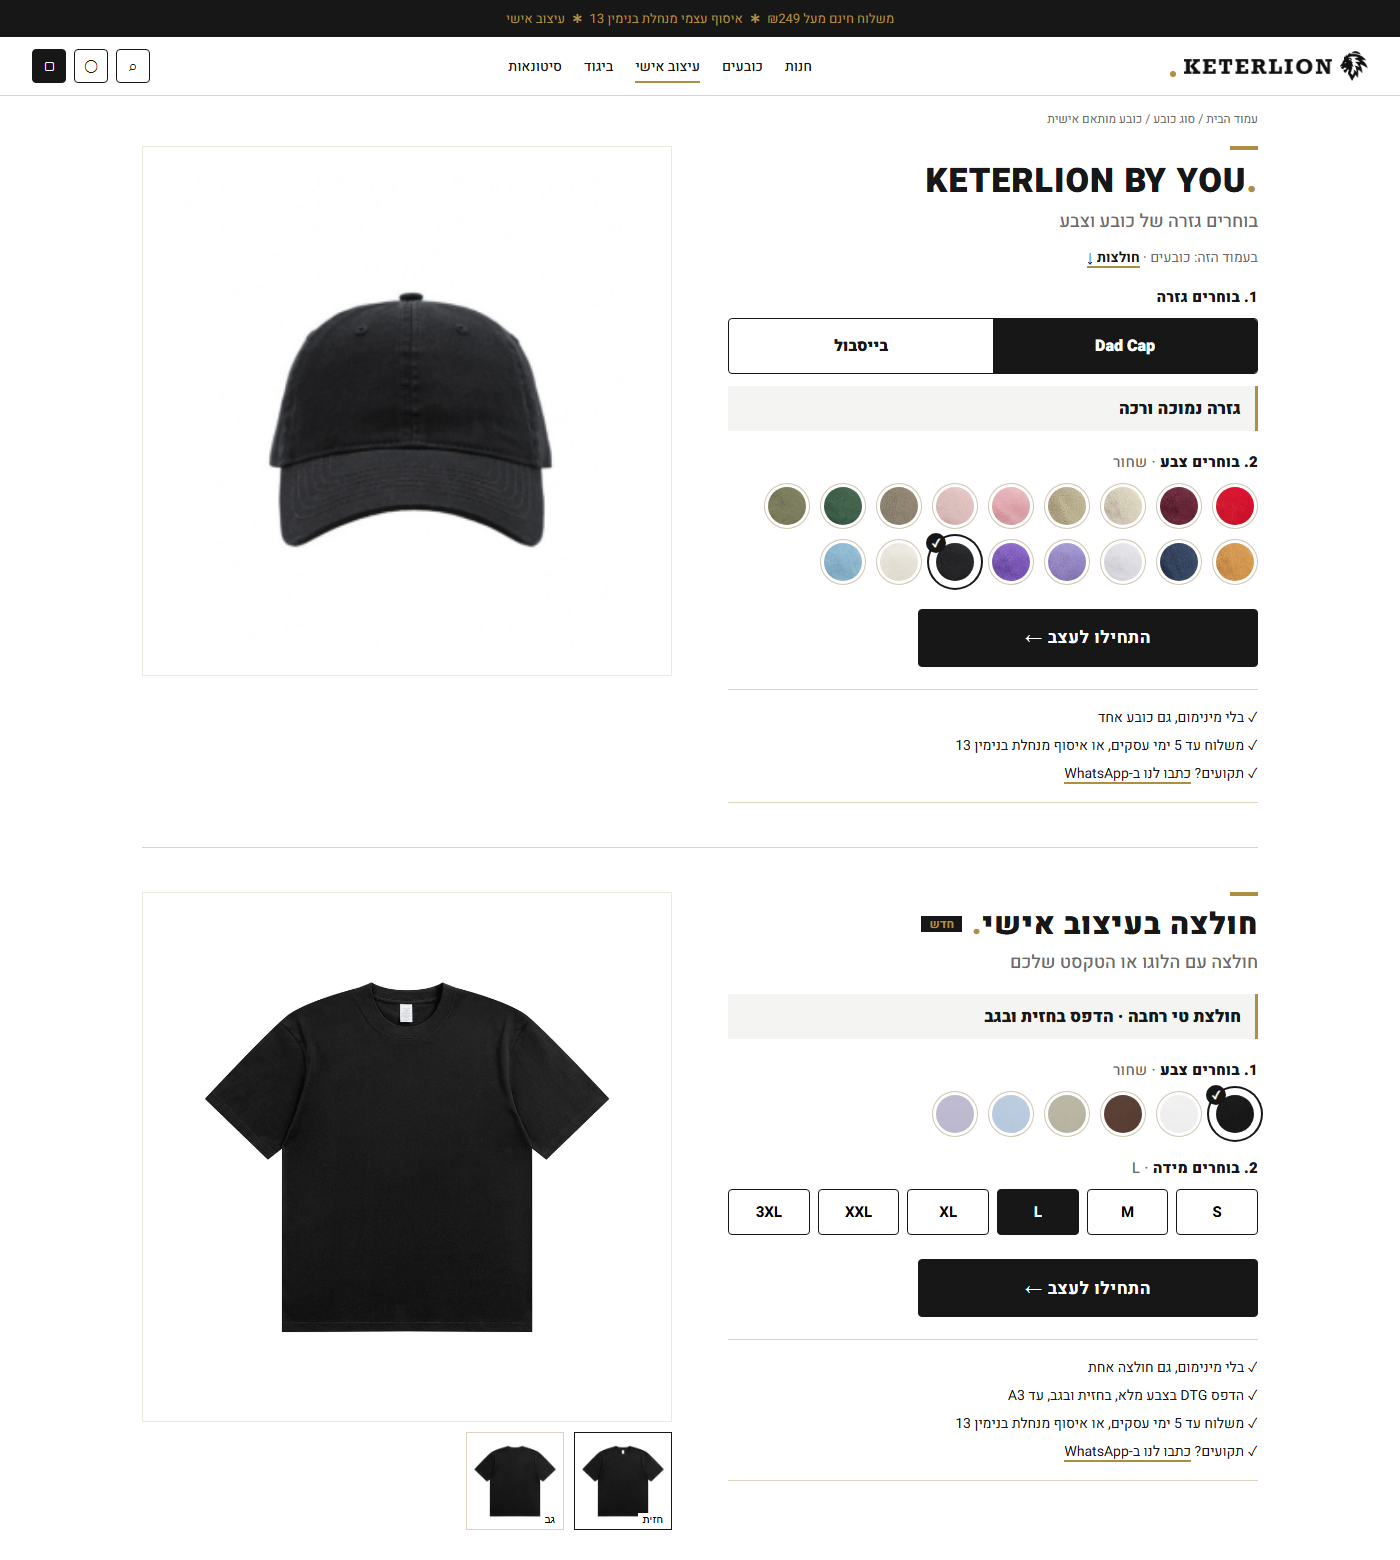 משלוח חינם מעל 249₪ ✱ איסוף עצמי מנחלת בנימין 13 ✱ עיצוב אישי
KETERLION.
חנות כובעים עיצוב אישי ביגוד סיטונאות
עמוד הבית / סוג כובע / כובע מותאם אישית
KETERLION BY YOU.
בוחרים גזרה של כובע וצבע
בעמוד הזה: כובעים · חולצות ↓
1. בוחרים גזרה
Dad Cap
בייסבול
גזרה נמוכה ורכה
2. בוחרים צבע · שחור
התחילו לעצב ←
✓ בלי מינימום, גם כובע אחד
✓ משלוח עד 5 ימי עסקים, או איסוף מנחלת בנימין 13
✓ תקועים? כתבו לנו ב-WhatsApp
חולצה בעיצוב אישי. חדש
חולצה עם הלוגו או הטקסט שלכם
חולצת טי רחבה · הדפס בחזית ובגב
1. בוחרים צבע · שחור
2. בוחרים מידה · L
S M L XL XXL 3XL
התחילו לעצב ←
✓ בלי מינימום, גם חולצה אחת
✓ הדפס DTG בצבע מלא, בחזית ובגב, עד A3
✓ משלוח עד 5 ימי עסקים, או איסוף מנחלת בנימין 13
✓ תקועים? כתבו לנו ב-WhatsApp
חזית
גב